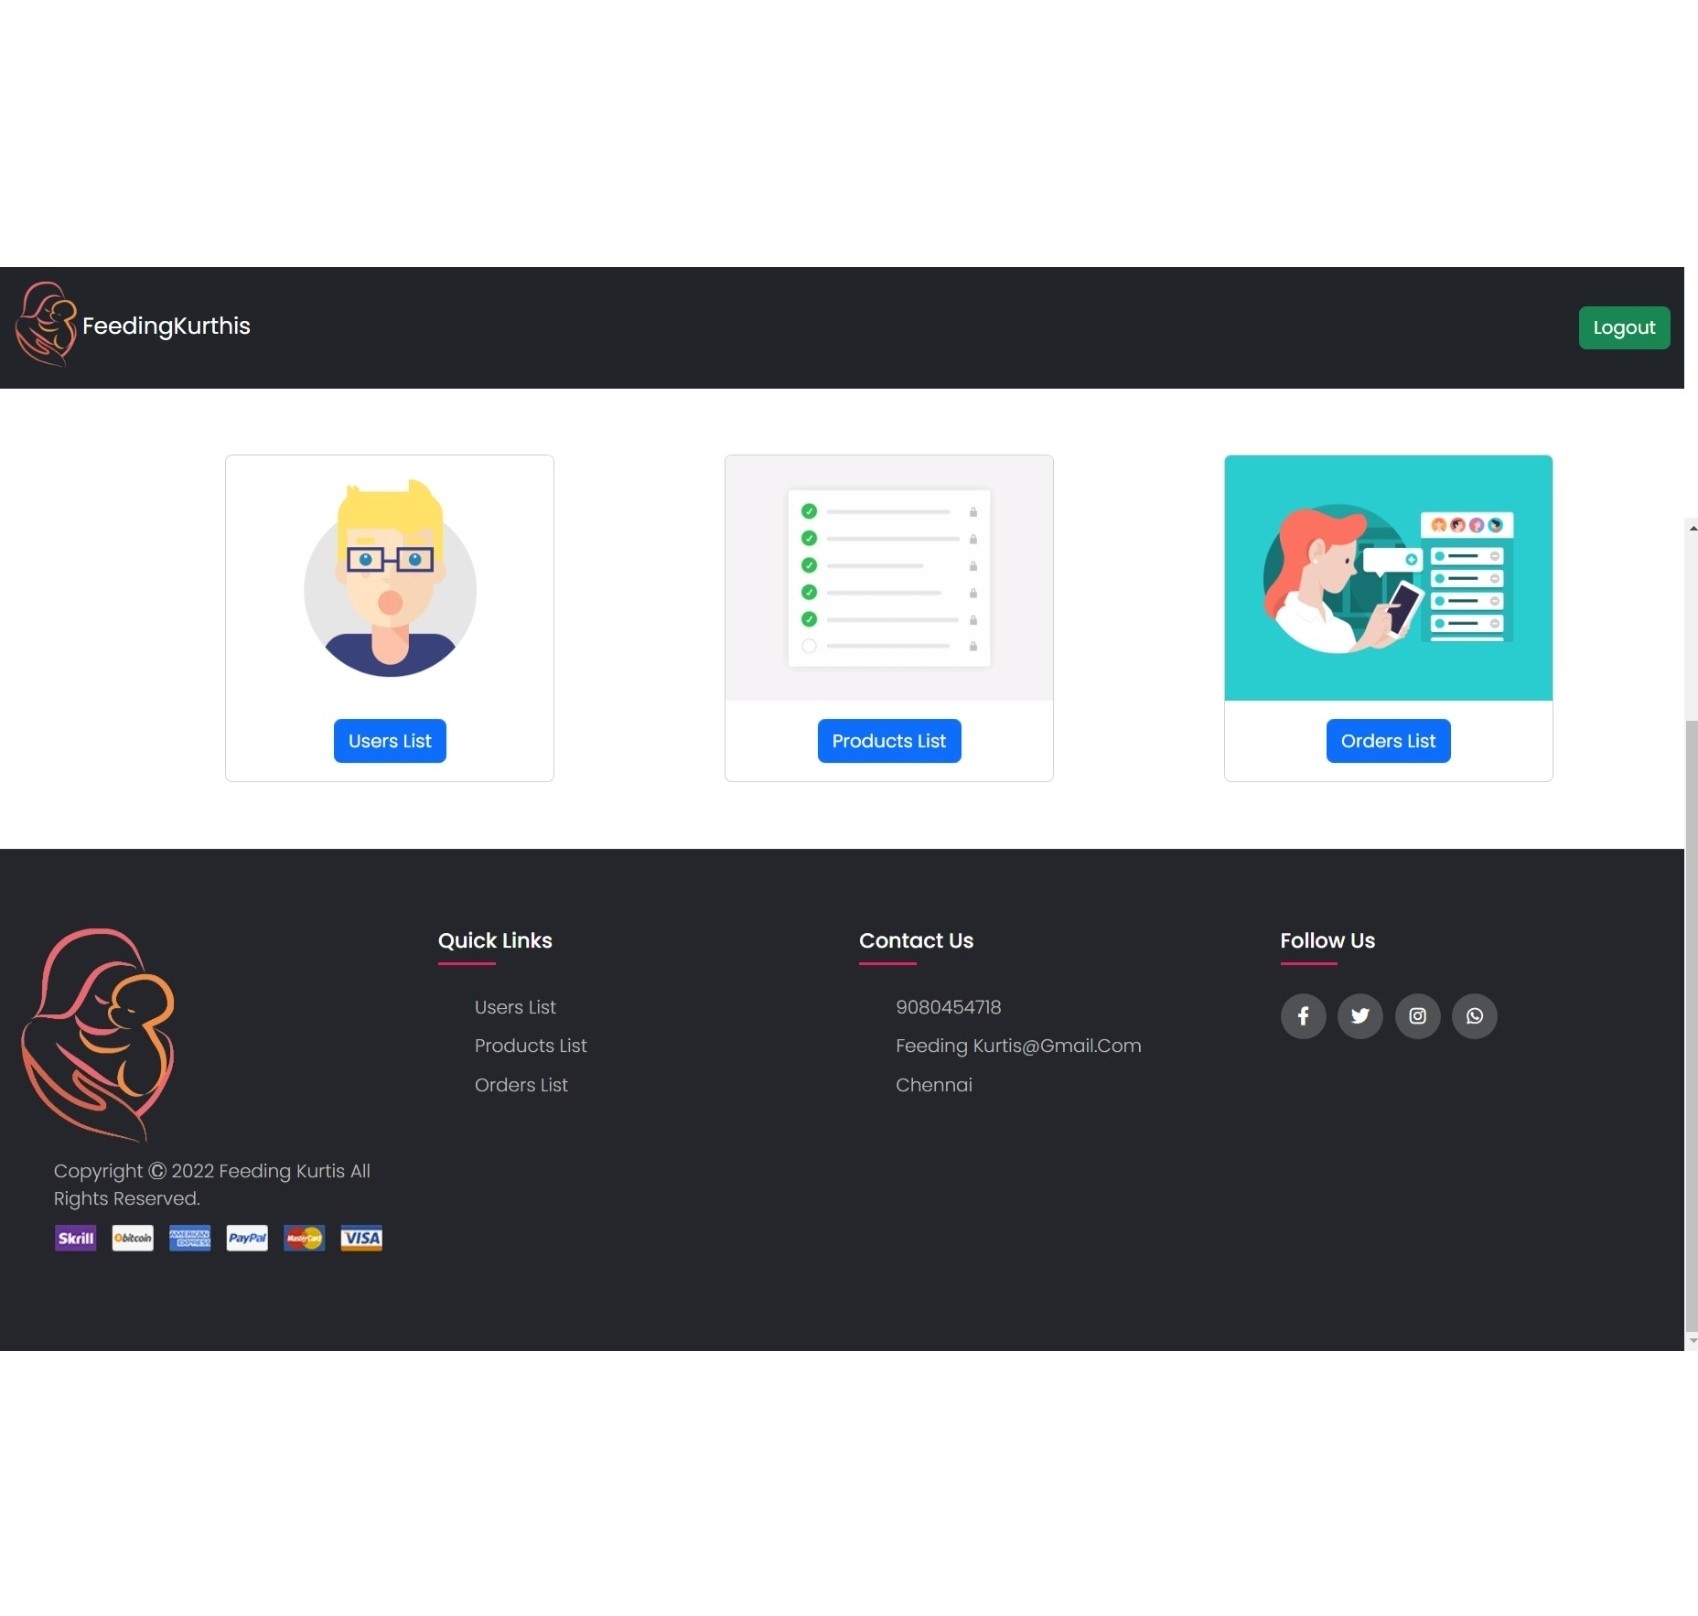 FeedingKurthis
Logout
Users List
Products List
Orders List
Quick Links
Users List
Products List
Orders List
Contact Us
9080454718
Feeding Kurtis@Gmail.Com
Chennai
Follow Us
Copyright © 2022 Feeding Kurtis All
Rights Reserved.
Skrill bitcoin AMERICAN EXPRESS PayPal MasterCard VISA